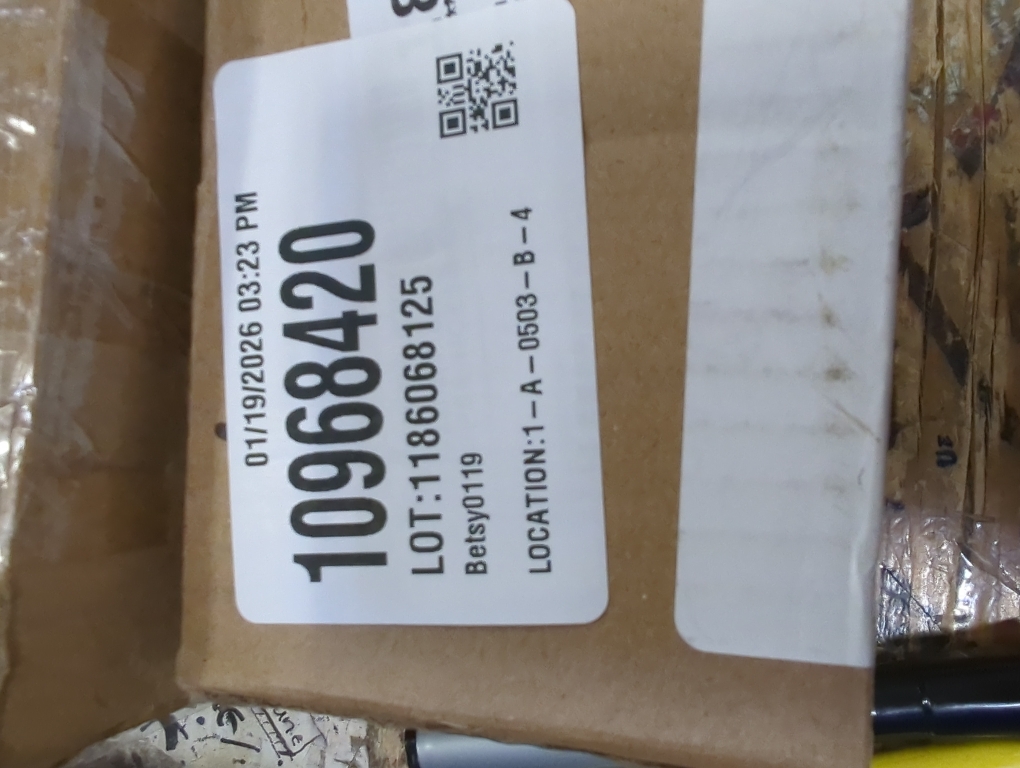 01/19/2026 03:23 PM
10968420
LOT:1186068125
Betsy0119
LOCATION:1-A-0503-B-4